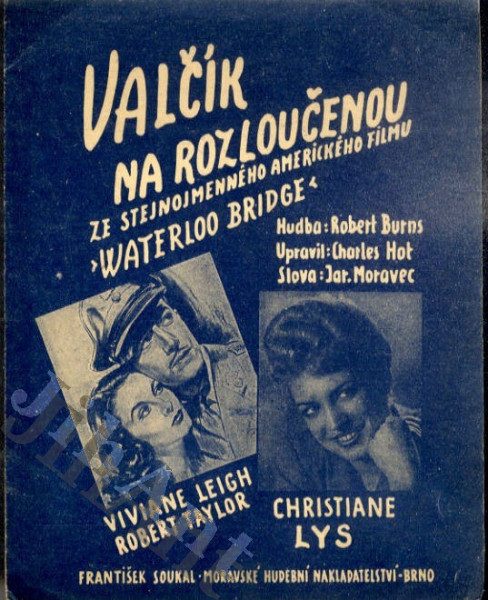 VALČÍK
NA ROZLOUČENOU
ZE STEJNOJMENNÉHO AMERICKÉHO FILMU
›WATERLOO BRIDGE‹
Hudba: Robert Burns
Upravil: Charles Hot
Slova: Jar. Moravec
VIVIANE LEIGH
ROBERT TAYLOR
CHRISTIANE
LYS
FRANTIŠEK SOUKAL · MORAVSKÉ HUDEBNÍ NAKLADATELSTVÍ - BRNO